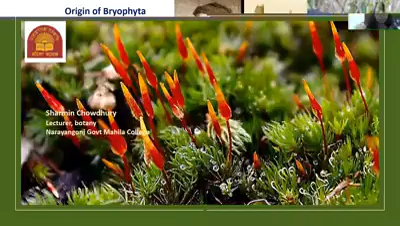 Origin of Bryophyta
Sharmin Chowdhury
Lecturer, botany
Narayangonj Govt Mahila College